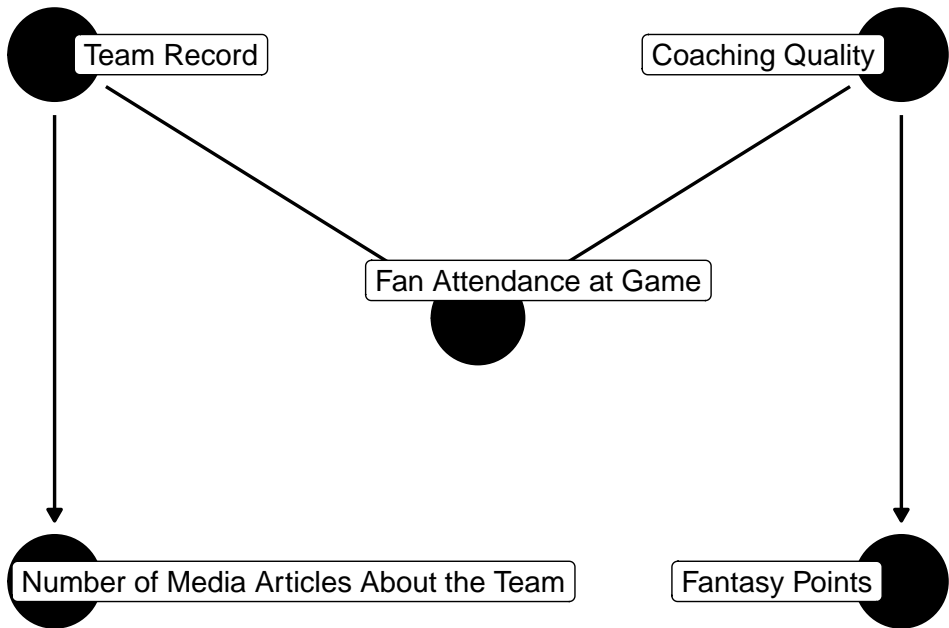 Team Record
Coaching Quality
Fan Attendance at Game
Number of Media Articles About the Team
Fantasy Points